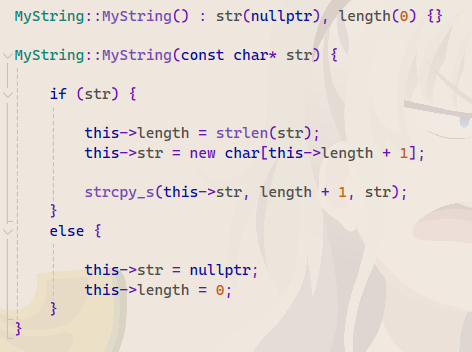 MyString::MyString() : str(nullptr), length(0) {}
MyString::MyString(const char* str) {
if (str) {
this->length = strlen(str);
this->str = new char[this->length + 1];
strcpy_s(this->str, length + 1, str);
}
else {
this->str = nullptr;
this->length = 0;
}
}